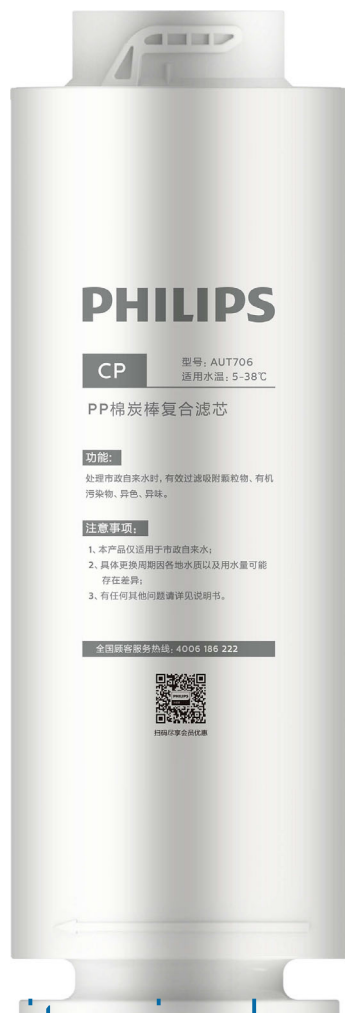 PHILIPS
CP
型号：AUT706
适用水温：5-38℃
PP棉炭棒复合滤芯
功能：
处理市政自来水时，有效过滤吸附颗粒物、有机
污染物、异色、异味。
注意事项：
1、本产品仅适用于市政自来水；
2、具体更换周期因各地水质以及用水量可能
存在差异；
3、有任何其他问题请详见说明书。
全国顾客服务热线：4006 186 222
扫码尽享会员优惠